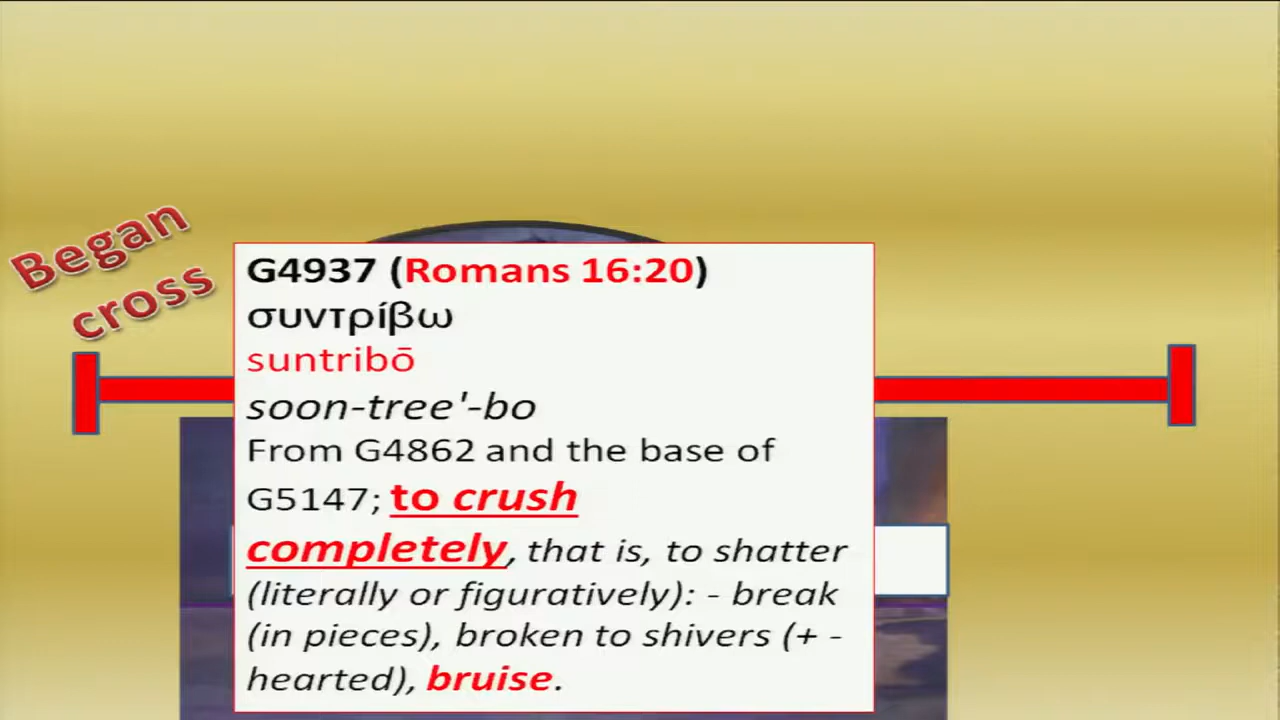 Began
cross
G4937 (Romans 16:20)
συντρίβω
suntribō
soon-tree'-bo
From G4862 and the base of
G5147; to crush
completely, that is, to shatter
(literally or figuratively): - break
(in pieces), broken to shivers (+ -
hearted), bruise.